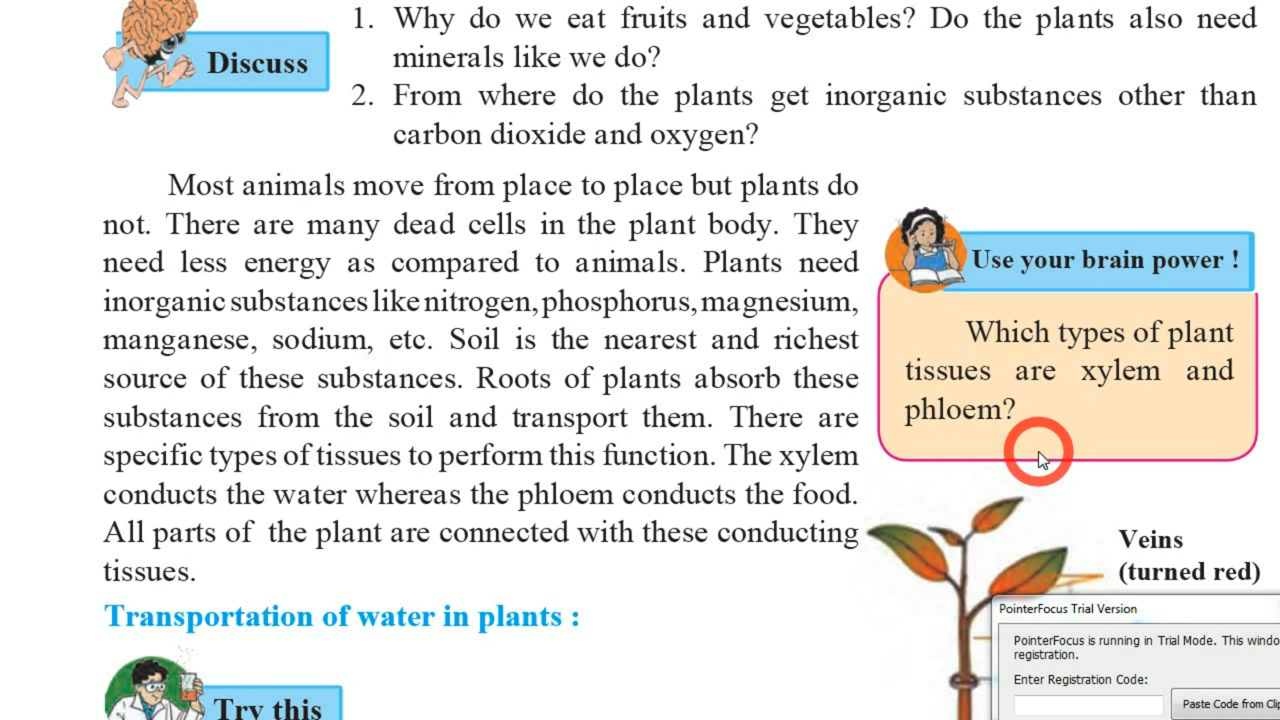 1. Why do we eat fruits and vegetables? Do the plants also need
minerals like we do?
Discuss
2. From where do the plants get inorganic substances other than
carbon dioxide and oxygen?
Most animals move from place to place but plants do
not. There are many dead cells in the plant body. They
need less energy as compared to animals. Plants need
inorganic substances like nitrogen, phosphorus, magnesium,
manganese, sodium, etc. Soil is the nearest and richest
source of these substances. Roots of plants absorb these
substances from the soil and transport them. There are
specific types of tissues to perform this function. The xylem
conducts the water whereas the phloem conducts the food.
All parts of the plant are connected with these conducting
tissues.
Use your brain power !
Which types of plant
tissues are xylem and
phloem?
Veins
(turned red)
Transportation of water in plants :
Try this
PointerFocus Trial Version
PointerFocus is running in Trial Mode. This
registration.
Enter Registration Code:
Paste Code from